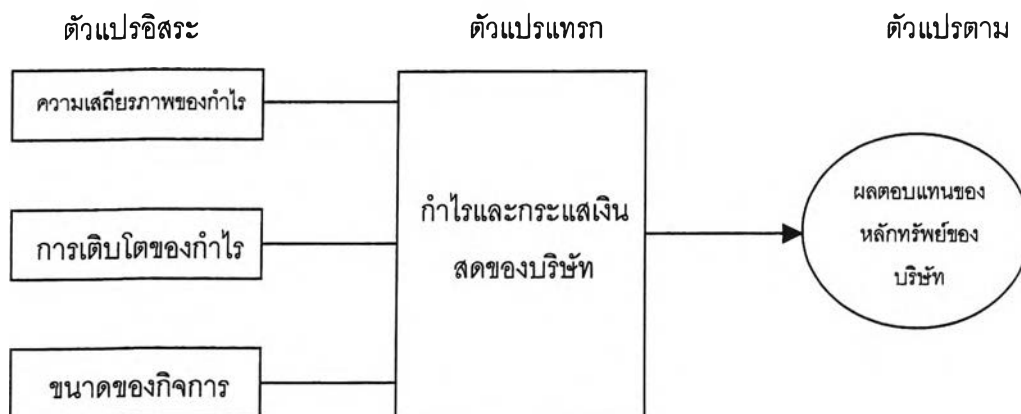 ตัวแปรอิสระ
ตัวแปรแทรก
ตัวแปรตาม
ความเสถียรภาพของกำไร
การเติบโตของกำไร
ขนาดของกิจการ
กำไรและกระแสเงิน
สดของบริษัท
ผลตอบแทนของ
หลักทรัพย์ของ
บริษัท